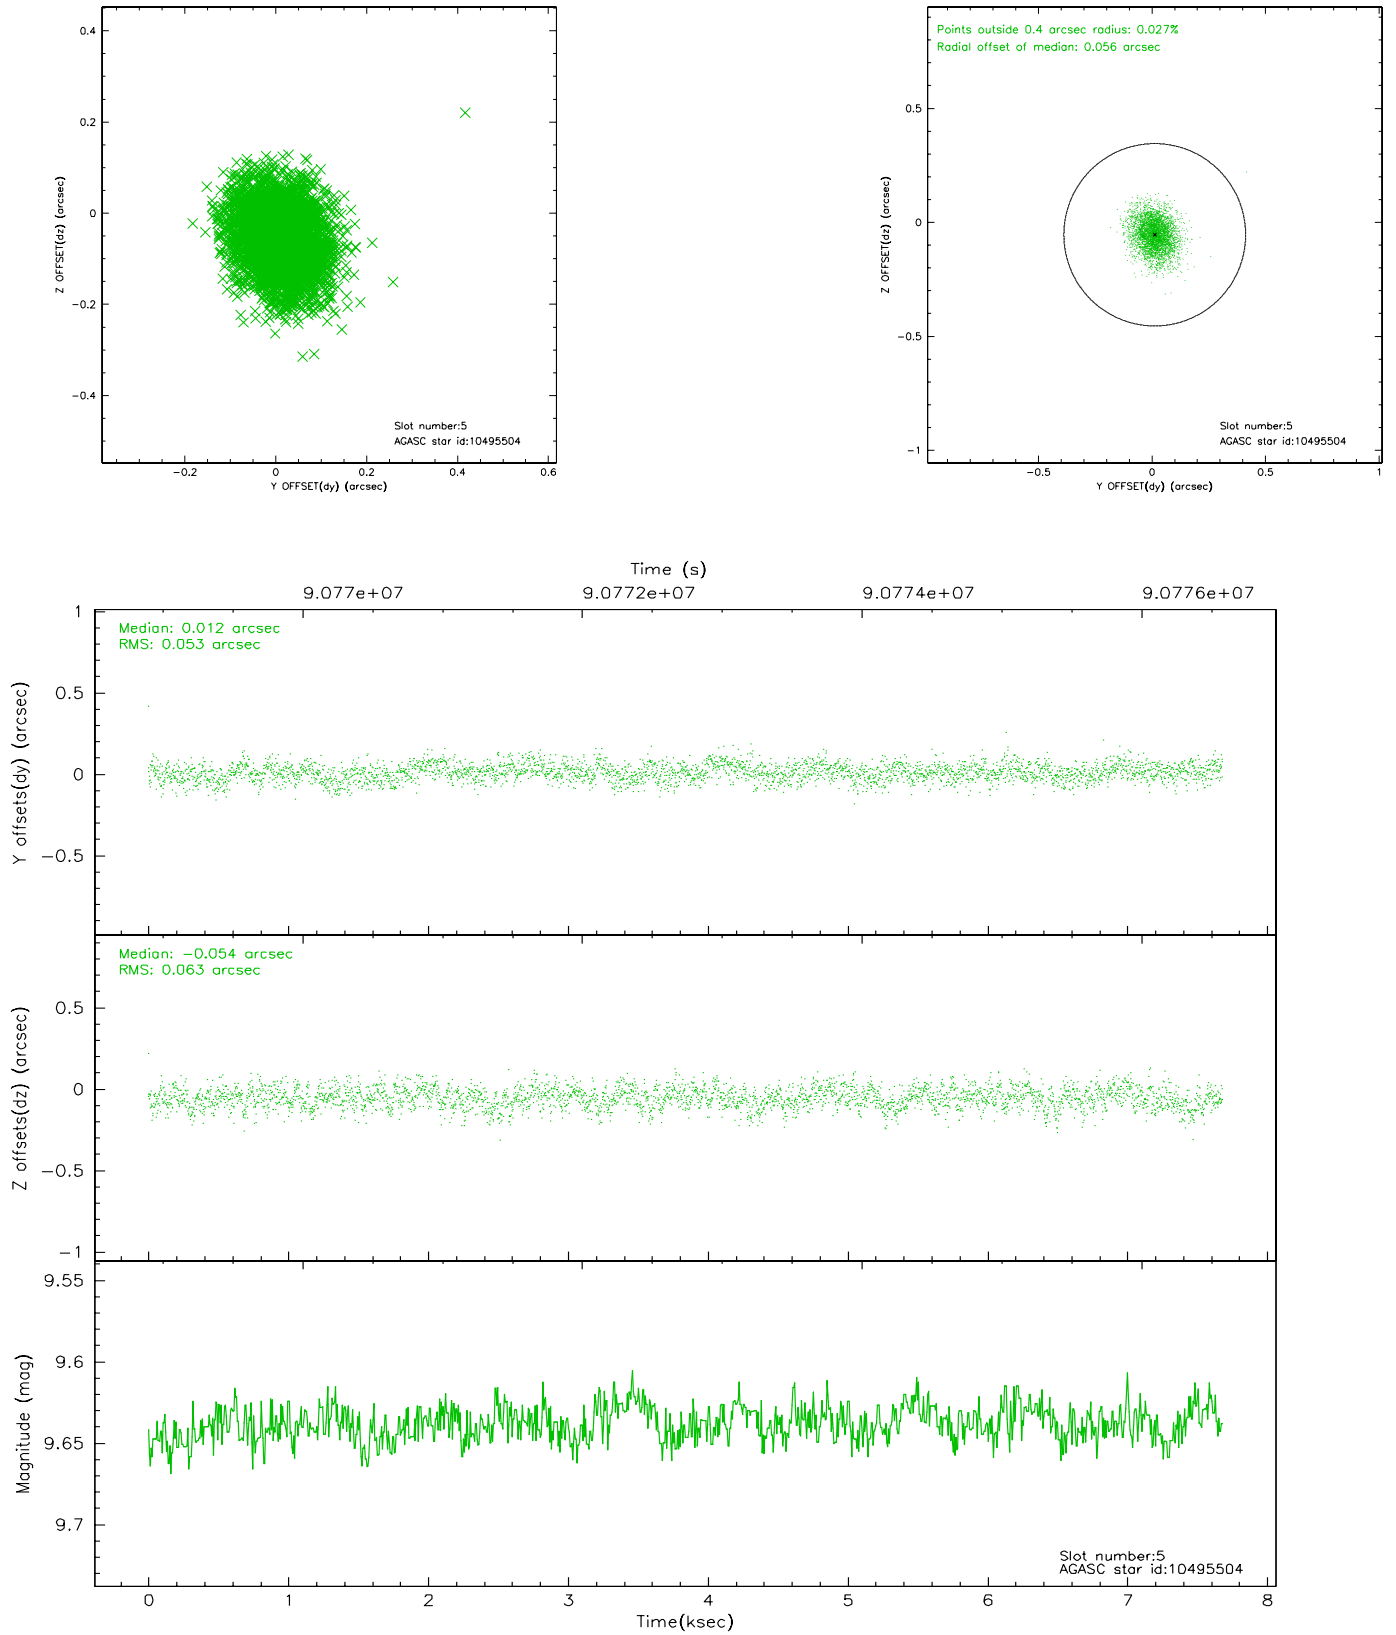 0.4
0.2
0
−0.2
−0.4
Z OFFSET(dz) (arcsec)
−0.2 0 0.2 0.4 0.6
Y OFFSET(dy) (arcsec)
Slot number:5
AGASC star id:10495504
Points outside 0.4 arcsec radius: 0.027%
Radial offset of median: 0.056 arcsec
0.5
0
−0.5
−1
Z OFFSET(dz) (arcsec)
−0.5 0 0.5 1
Y OFFSET(dy) (arcsec)
Slot number:5
AGASC star id:10495504
Time (s)
9.077e+07 9.0772e+07 9.0774e+07 9.0776e+07
Median: 0.012 arcsec
RMS: 0.053 arcsec
1
0.5
0
−0.5
Y offsets(dy) (arcsec)
Median: −0.054 arcsec
RMS: 0.063 arcsec
0.5
0
−0.5
−1
Z offsets(dz) (arcsec)
9.55
9.6
9.65
9.7
Magnitude (mag)
Slot number:5
AGASC star id:10495504
0 1 2 3 4 5 6 7 8
Time(ksec)